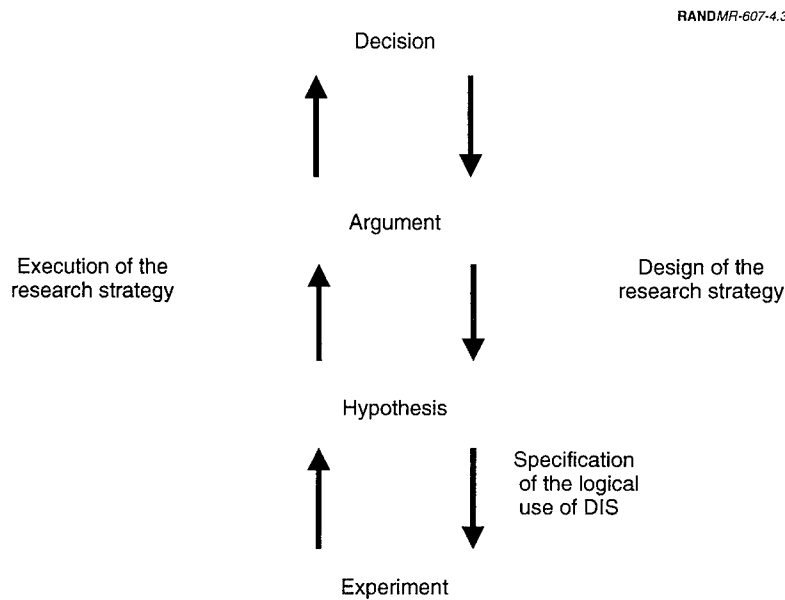 RANDMR-607-4.3
Decision
Argument
Execution of the
research strategy
Design of the
research strategy
Hypothesis
Specification
of the logical
use of DIS
Experiment